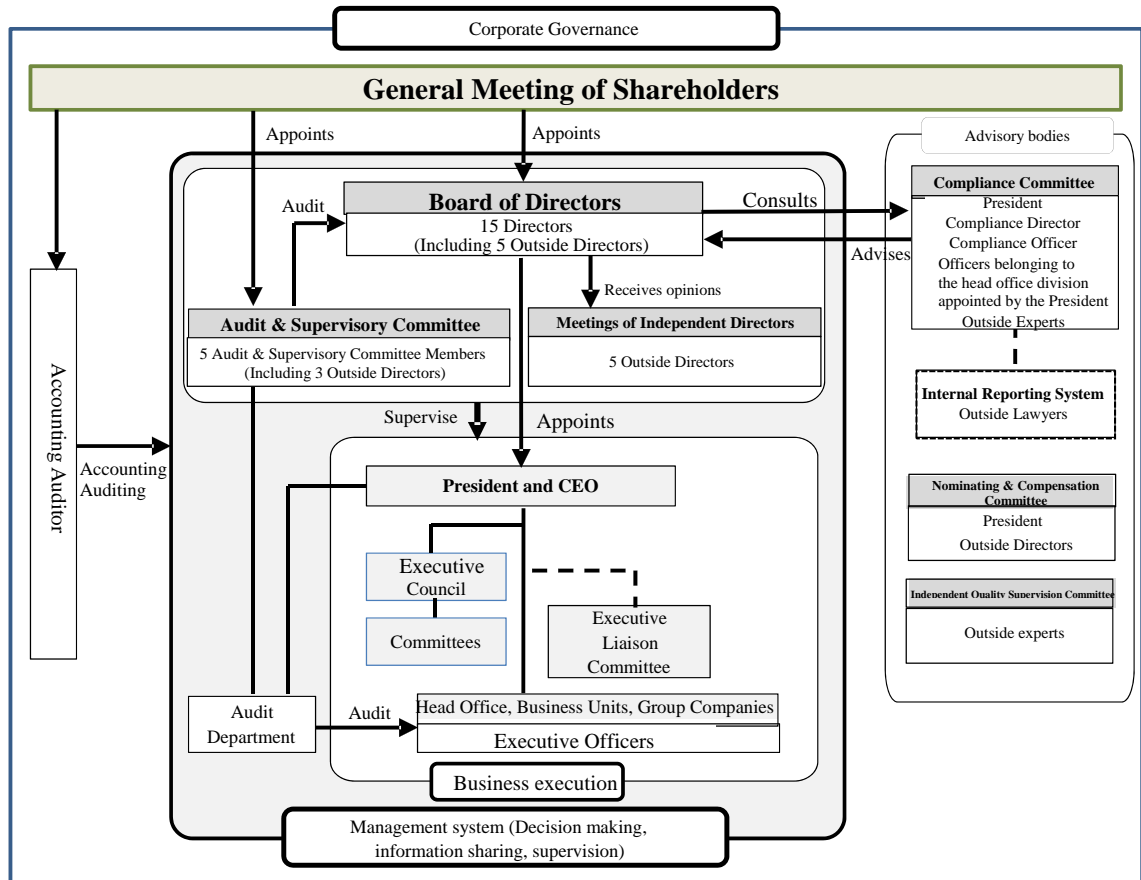 Corporate Governance
General Meeting of Shareholders
Appoints
Appoints
Advisory bodies
Board of Directors
15 Directors
(Including 5 Outside Directors)
Audit
Consults
Advises
Compliance Committee
President
Compliance Director
Compliance Officer
Officers belonging to
the head office division
appointed by the President
Outside Experts
Receives opinions
Audit & Supervisory Committee
5 Audit & Supervisory Committee Members
(Including 3 Outside Directors)
Meetings of Independent Directors
5 Outside Directors
Internal Reporting System
Outside Lawyers
Supervise
Appoints
Accounting Auditor
Accounting
Auditing
President and CEO
Nominating & Compensation
Committee
President
Outside Directors
Executive
Council
Committees
Executive
Liaison
Committee
Independent Quality Supervision Committee
Outside experts
Audit
Department
Audit
Head Office, Business Units, Group Companies
Executive Officers
Business execution
Management system (Decision making,
information sharing, supervision)